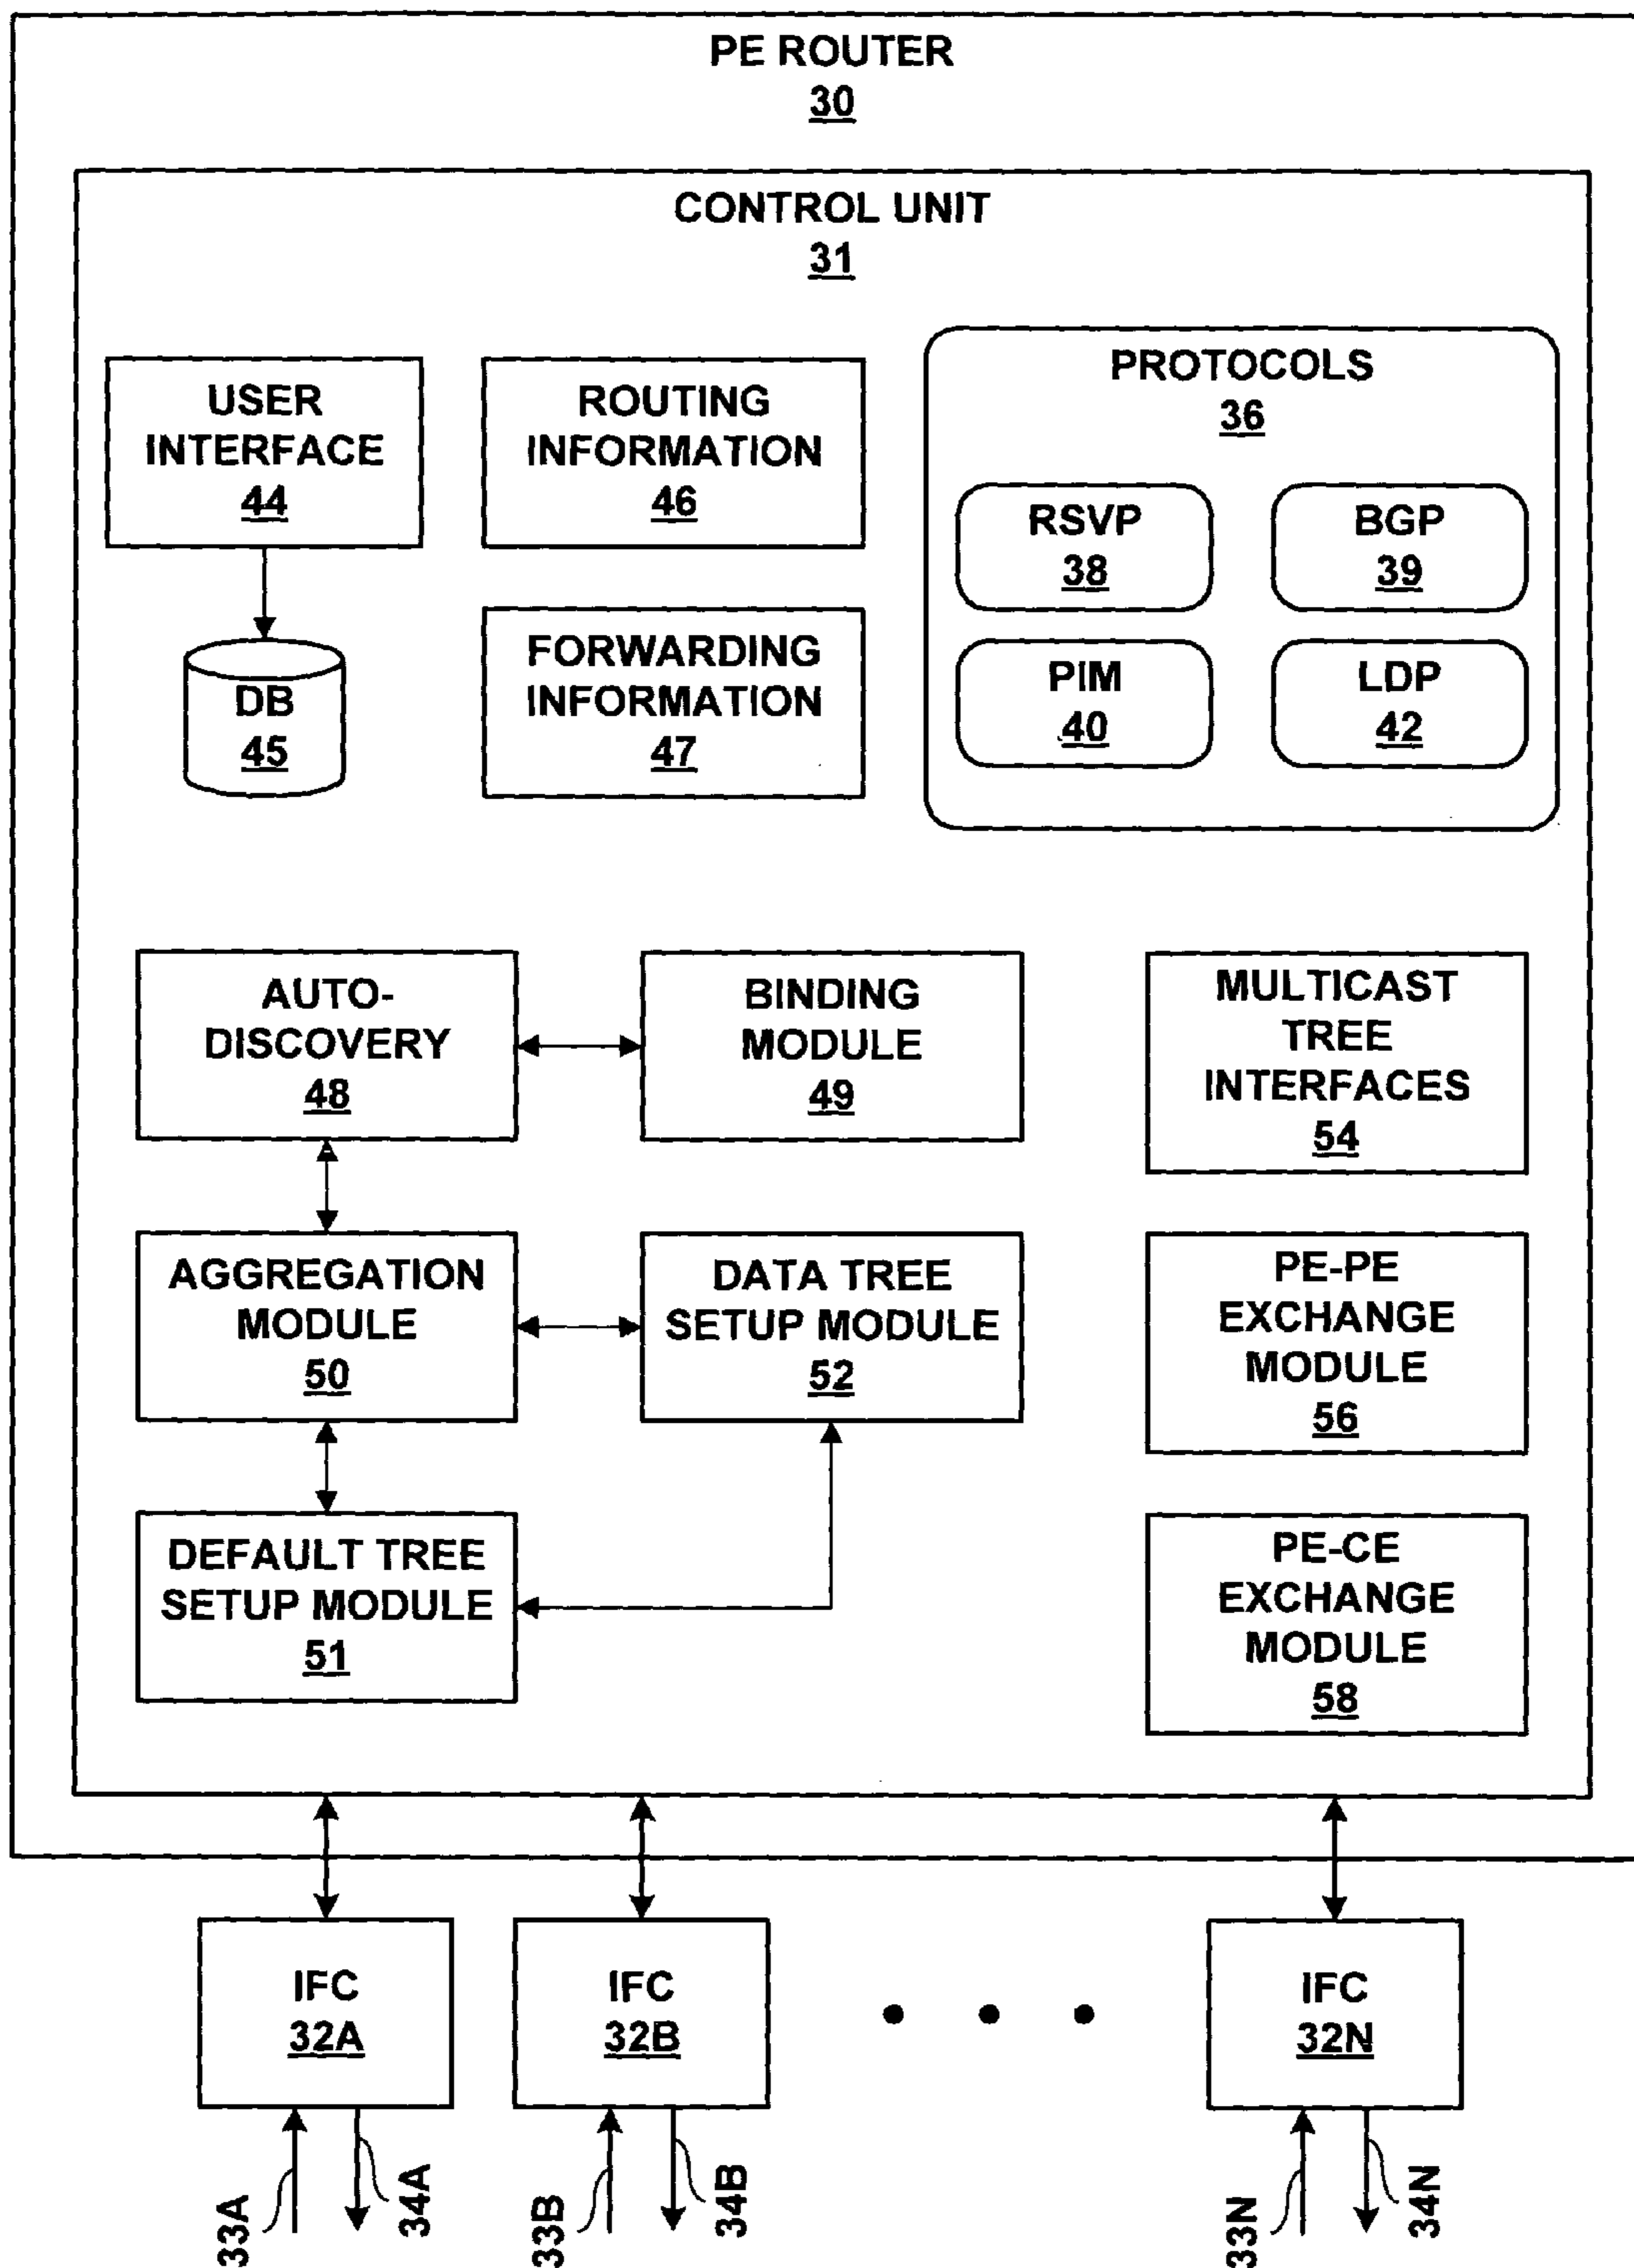 PE ROUTER
30
CONTROL UNIT
31
USER
INTERFACE
44
DB
45
ROUTING
INFORMATION
46
FORWARDING
INFORMATION
47
PROTOCOLS
36
RSVP
38
BGP
39
PIM
40
LDP
42
AUTO-
DISCOVERY
48
BINDING
MODULE
49
MULTICAST
TREE
INTERFACES
54
AGGREGATION
MODULE
50
DATA TREE
SETUP MODULE
52
PE-PE
EXCHANGE
MODULE
56
DEFAULT TREE
SETUP MODULE
51
PE-CE
EXCHANGE
MODULE
58
IFC
32A
IFC
32B
IFC
32N
33A
34A
33B
34B
33N
34N